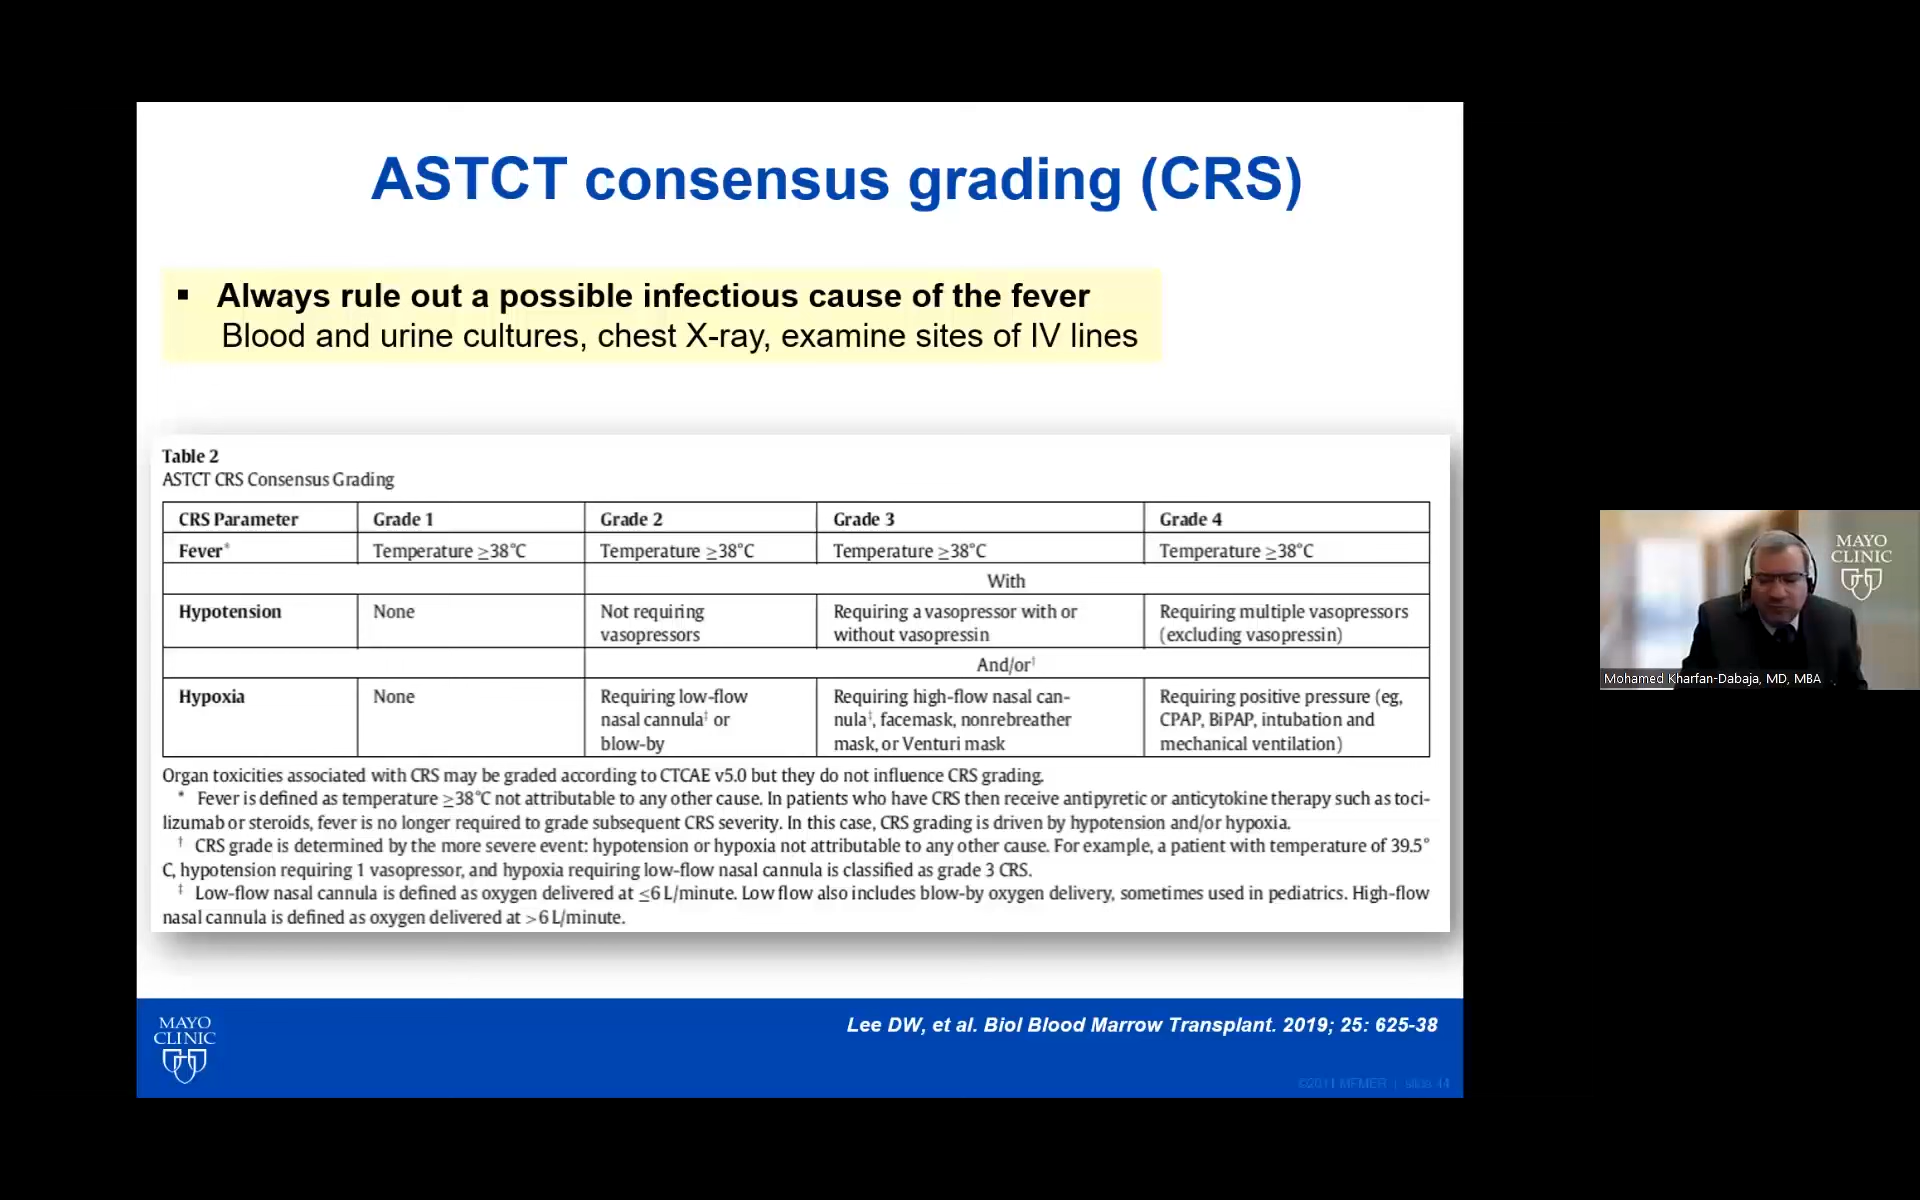 ASTCT consensus grading (CRS)
▪ Always rule out a possible infectious cause of the fever
Blood and urine cultures, chest X-ray, examine sites of IV lines
Table 2
ASTCT CRS Consensus Grading
CRS Parameter Grade 1 Grade 2 Grade 3 Grade 4
Fever* Temperature ≥38°C Temperature ≥38°C Temperature ≥38°C Temperature ≥38°C
With
Hypotension None Not requiring vasopressors Requiring a vasopressor with or without vasopressin Requiring multiple vasopressors (excluding vasopressin)
And/or†
Hypoxia None Requiring low-flow nasal cannula‡ or blow-by Requiring high-flow nasal can-nula‡, facemask, nonrebreather mask, or Venturi mask Requiring positive pressure (eg, CPAP, BiPAP, intubation and mechanical ventilation)
Organ toxicities associated with CRS may be graded according to CTCAE v5.0 but they do not influence CRS grading.
* Fever is defined as temperature ≥38°C not attributable to any other cause. In patients who have CRS then receive antipyretic or anticytokine therapy such as toci-
lizumab or steroids, fever is no longer required to grade subsequent CRS severity. In this case, CRS grading is driven by hypotension and/or hypoxia.
† CRS grade is determined by the more severe event: hypotension or hypoxia not attributable to any other cause. For example, a patient with temperature of 39.5°
C, hypotension requiring 1 vasopressor, and hypoxia requiring low-flow nasal cannula is classified as grade 3 CRS.
‡ Low-flow nasal cannula is defined as oxygen delivered at ≤6 L/minute. Low flow also includes blow-by oxygen delivery, sometimes used in pediatrics. High-flow
nasal cannula is defined as oxygen delivered at >6 L/minute.
MAYO
CLINIC
Lee DW, et al. Biol Blood Marrow Transplant. 2019; 25: 625-38
©2011 MFMER | slide-44
MAYO
CLINIC
Mohamed Kharfan-Dabaja, MD, MBA